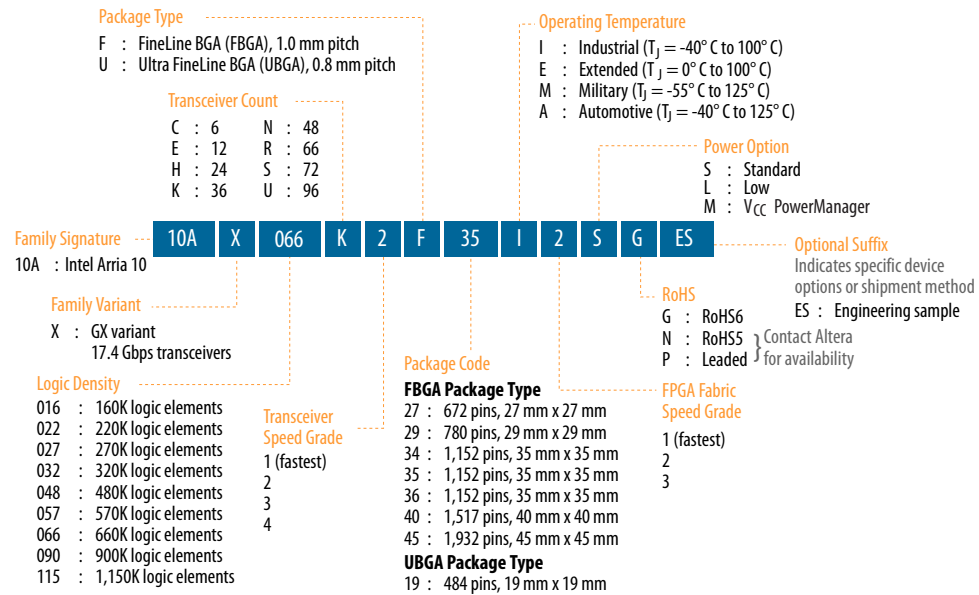 Package Type
F : FineLine BGA (FBGA), 1.0 mm pitch
U : Ultra FineLine BGA (UBGA), 0.8 mm pitch
Operating Temperature
I : Industrial (TJ = -40° C to 100° C)
E : Extended (T J = 0° C to 100° C)
M : Military (TJ = -55° C to 125° C)
A : Automotive (TJ = -40° C to 125° C)
Transceiver Count
C : 6 N : 48
E : 12 R : 66
H : 24 S : 72
K : 36 U : 96
Power Option
S : Standard
L : Low
M : VCC PowerManager
10A X 066 K 2 F 35 I 2 S G ES
Family Signature
10A : Intel Arria 10
Optional Suffix
Indicates specific device
options or shipment method
ES : Engineering sample
Family Variant
X : GX variant
17.4 Gbps transceivers
RoHS
G : RoHS6
N : RoHS5
P : Leaded
} Contact Altera
for availability
Logic Density
016 : 160K logic elements
022 : 220K logic elements
027 : 270K logic elements
032 : 320K logic elements
048 : 480K logic elements
057 : 570K logic elements
066 : 660K logic elements
090 : 900K logic elements
115 : 1,150K logic elements
Transceiver
Speed Grade
1 (fastest)
2
3
4
Package Code
FBGA Package Type
27 : 672 pins, 27 mm x 27 mm
29 : 780 pins, 29 mm x 29 mm
34 : 1,152 pins, 35 mm x 35 mm
35 : 1,152 pins, 35 mm x 35 mm
36 : 1,152 pins, 35 mm x 35 mm
40 : 1,517 pins, 40 mm x 40 mm
45 : 1,932 pins, 45 mm x 45 mm
UBGA Package Type
19 : 484 pins, 19 mm x 19 mm
FPGA Fabric
Speed Grade
1 (fastest)
2
3